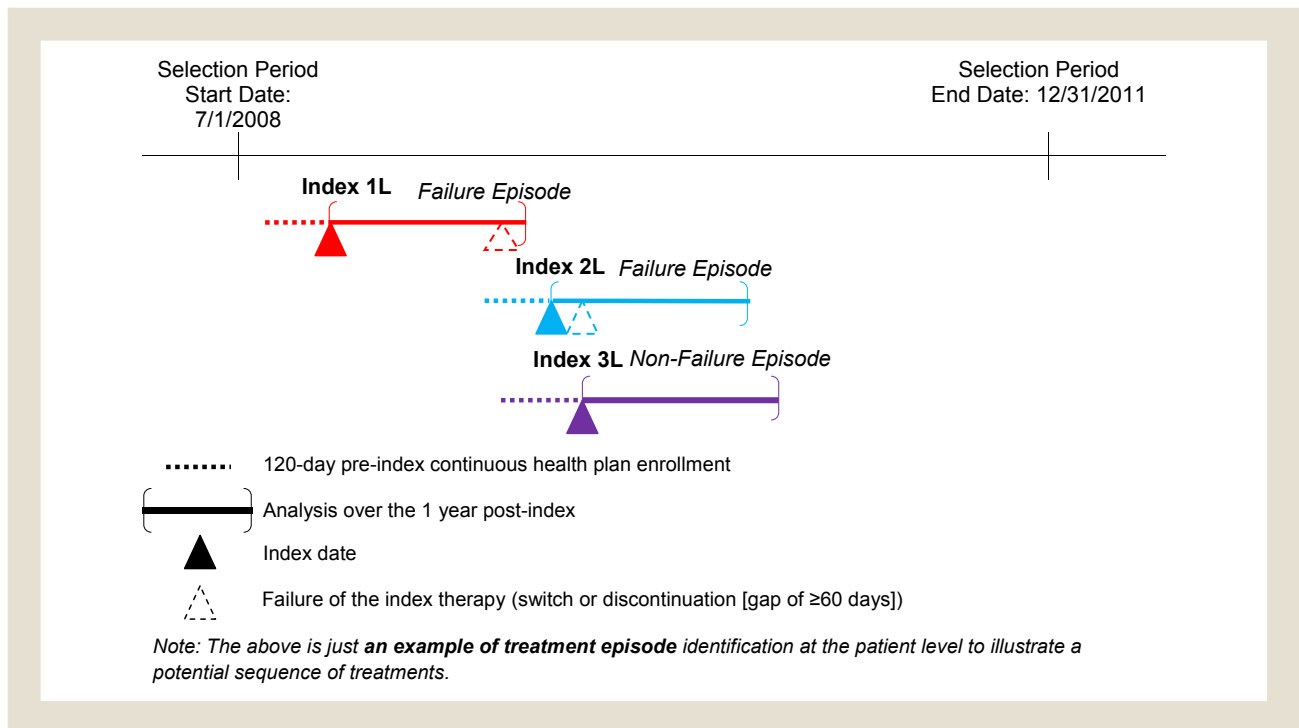 Selection Period
Start Date:
7/1/2008
Selection Period
End Date: 12/31/2011
Index 1L Failure Episode
Index 2L Failure Episode
Index 3L Non-Failure Episode
120-day pre-index continuous health plan enrollment
Analysis over the 1 year post-index
Index date
Failure of the index therapy (switch or discontinuation [gap of ≥60 days])
Note: The above is just an example of treatment episode identification at the patient level to illustrate a
potential sequence of treatments.